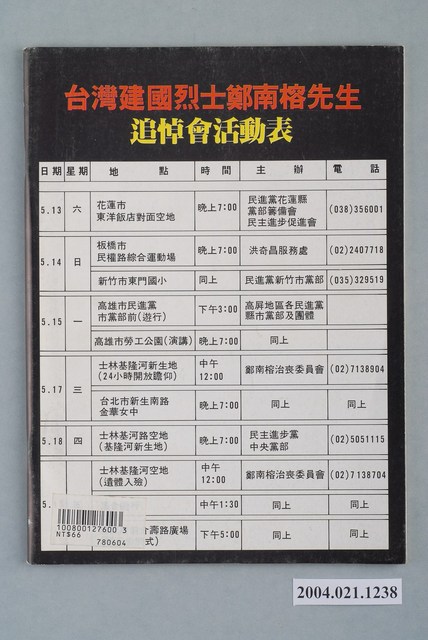 台灣建國烈士鄭南榕先生
追悼會活動表
日期 星期 地點 時間 主辦 電話
5.13 六 花蓮市
東洋飯店對面空地 晚上7:00 民進黨花蓮縣
黨部籌備會
民主進步促進會 (038)356001
5.14 日 板橋市
民權路綜合運動場 晚上7:00 洪奇昌服務處 (02)2407718
新竹市東門國小 同上 民進黨新竹市黨部 (035)329519
5.15 一 高雄市民進黨
市黨部前(遊行) 下午3:00 高屏地區各民進黨
縣市黨部及團體
高雄市勞工公園(演講) 晚上7:00 同上
5.17 三 士林基隆河新生地
(24小時開放瞻仰) 中午
12:00 鄭南榕治喪委員會 (02)7138904
台北市新生南路
金華女中 晚上7:00 同上 同上
5.18 四 士林基河路空地
(基隆河新生地) 晚上7:00 民主進步黨
中央黨部 (02)5051115
士林基隆河空地
(遺體入殮) 中午
12:00 鄭南榕治喪委員會 (02)7138704
5. 中午1:30 同上 同上
壽路廣場
式) 下午5:00 同上 同上
100800127600 3
NT$66
780604
2004.021.1238